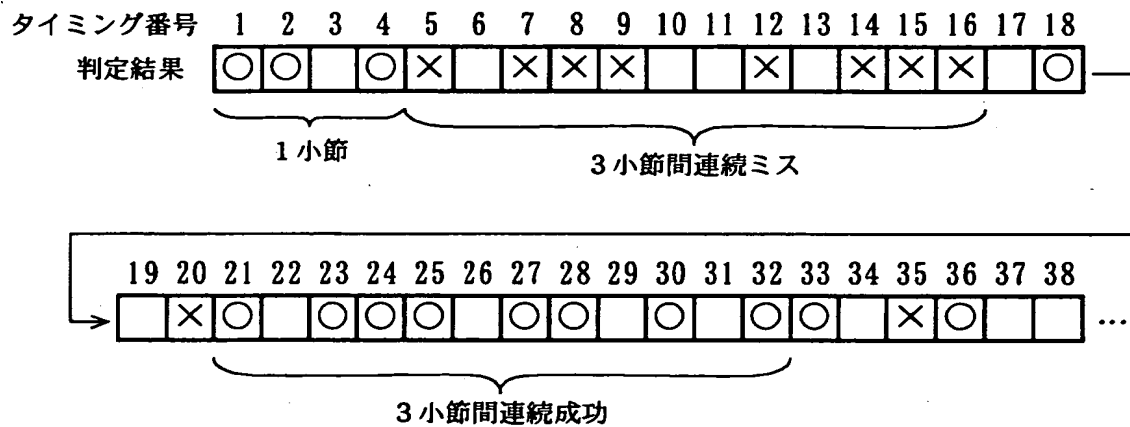 タイミング番号 1 2 3 4 5 6 7 8 9 10 11 12 13 14 15 16 17 18
判定結果 ○ ○ ○ × × × × × × × × ○
1小節
3小節間連続ミス
19 20 21 22 23 24 25 26 27 28 29 30 31 32 33 34 35 36 37 38
× ○ ○ ○ ○ ○ ○ ○ ○ ○ × ○ …
3小節間連続成功